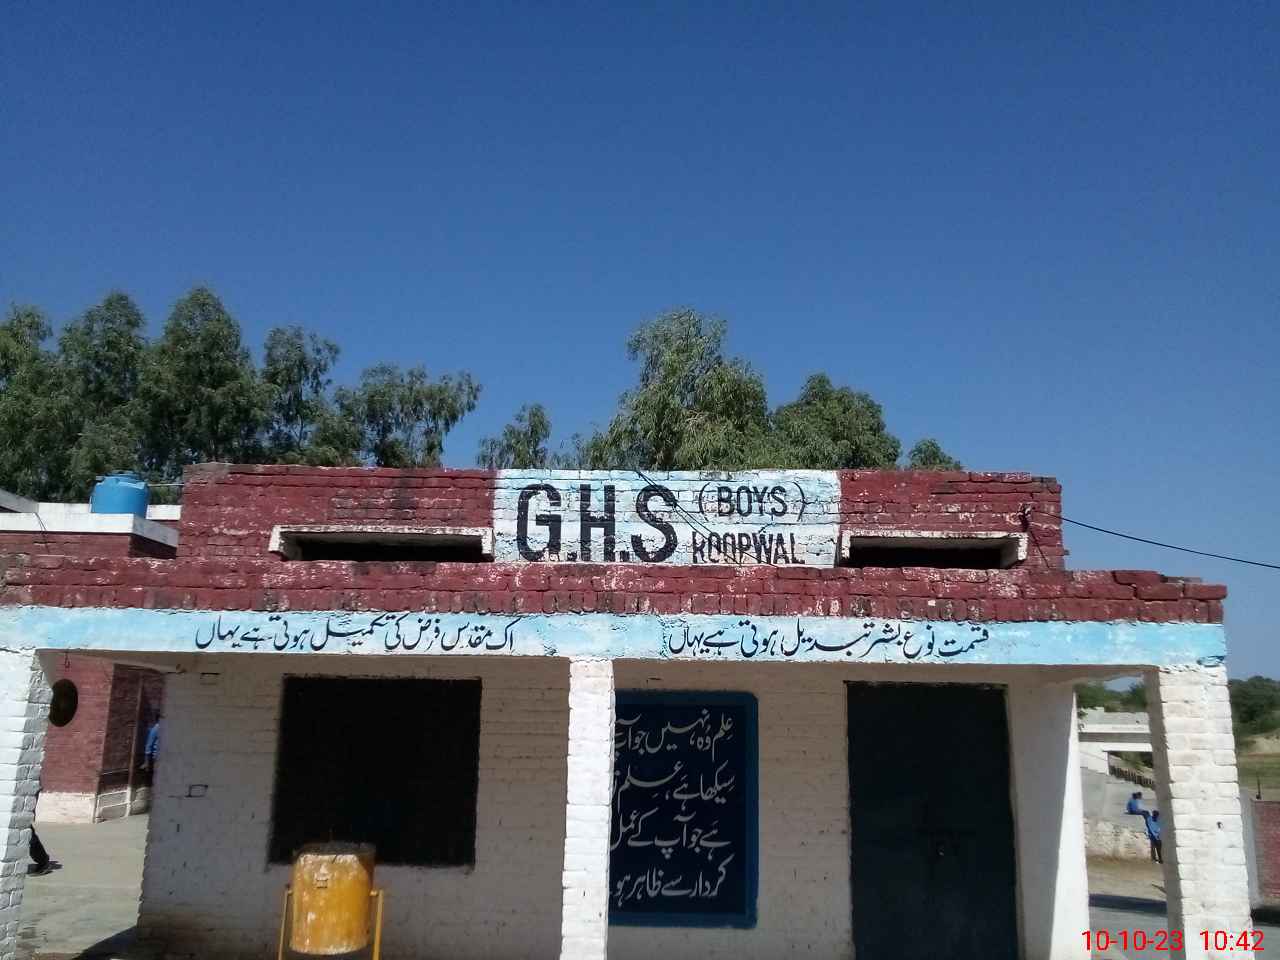 G.H.S (BOYS)
ROOPWAL
قسمت نوع بشر تبدیل ہوتی ہے یہاں
اک مقدس فرض کی تکمیل ہوتی ہے یہاں
علم وہ نہیں جو آپ
سیکھا ہے، علم
ہے جو آپ کے عمل
کردار سے ظاہر ہو
10-10-23 10:42